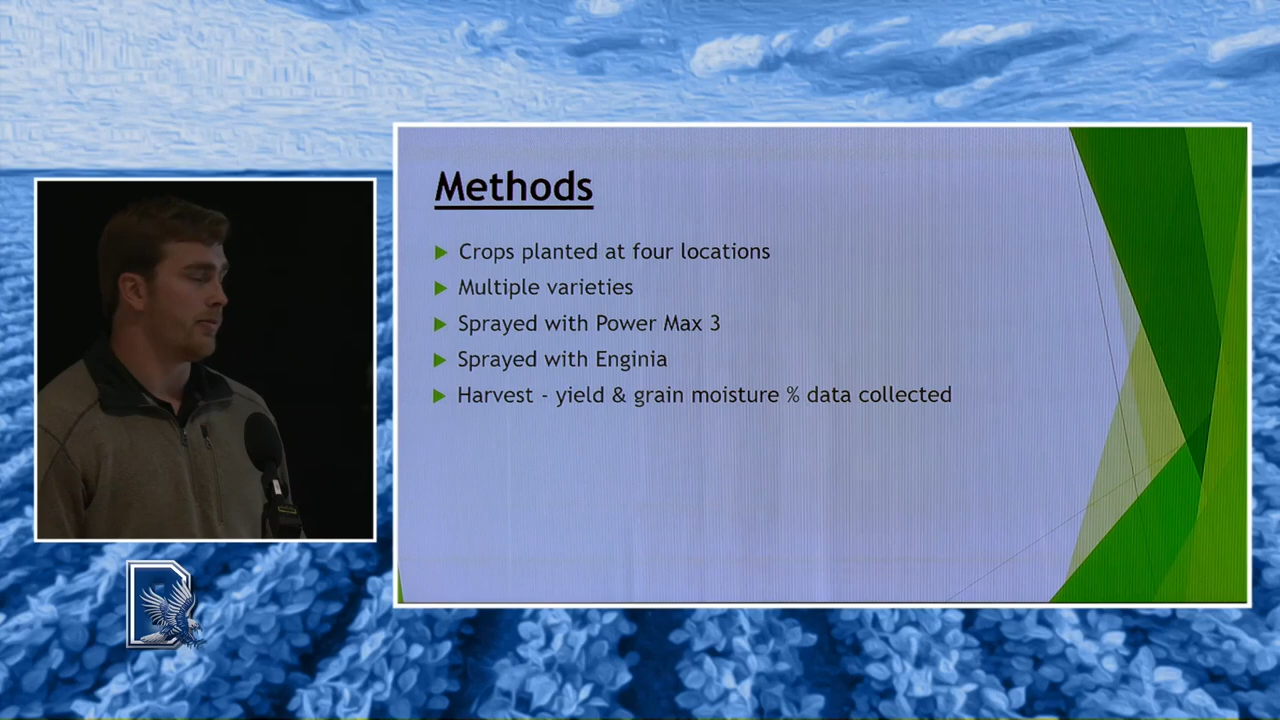 Methods
Crops planted at four locations
Multiple varieties
Sprayed with Power Max 3
Sprayed with Enginia
Harvest - yield & grain moisture % data collected
D